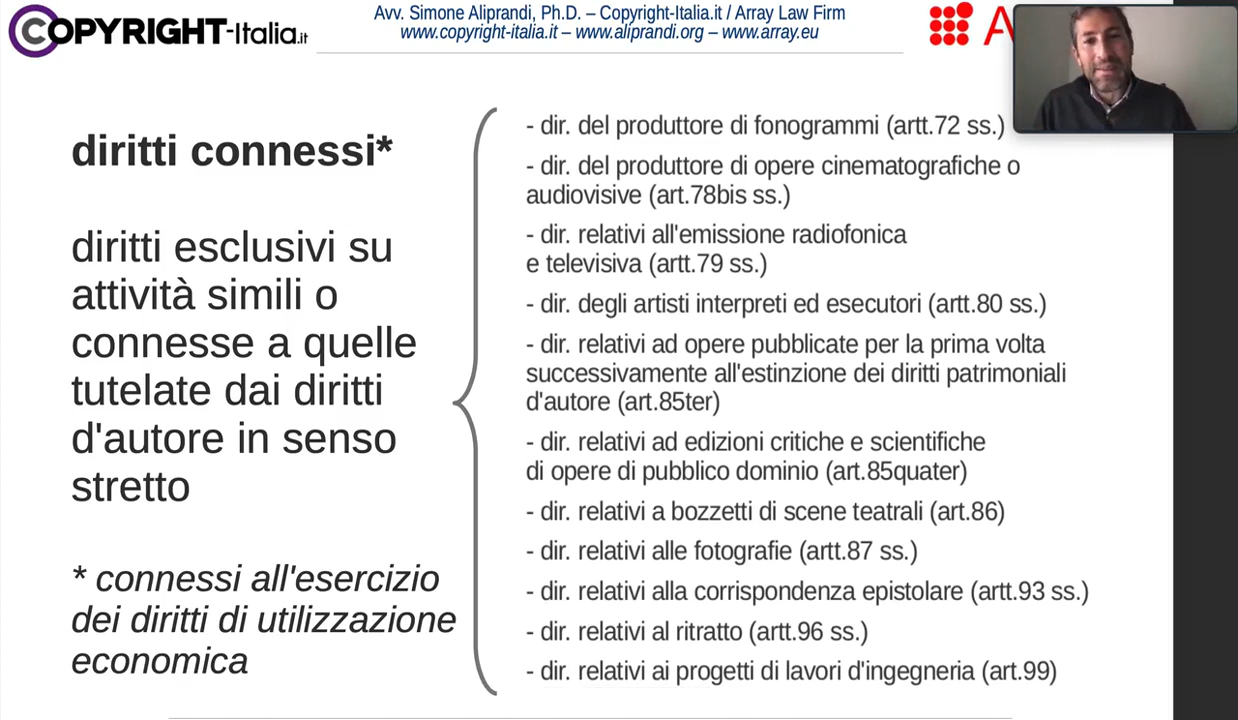 COPYRIGHT-Italia.it
Avv. Simone Aliprandi, Ph.D. – Copyright-Italia.it / Array Law Firm
www.copyright-italia.it – www.aliprandi.org – www.array.eu
A
diritti connessi*
diritti esclusivi su
attività simili o
connesse a quelle
tutelate dai diritti
d'autore in senso
stretto
* connessi all'esercizio
dei diritti di utilizzazione
economica
- dir. del produttore di fonogrammi (artt.72 ss.)
- dir. del produttore di opere cinematografiche o
audiovisive (art.78bis ss.)
- dir. relativi all'emissione radiofonica
e televisiva (artt.79 ss.)
- dir. degli artisti interpreti ed esecutori (artt.80 ss.)
- dir. relativi ad opere pubblicate per la prima volta
successivamente all'estinzione dei diritti patrimoniali
d'autore (art.85ter)
- dir. relativi ad edizioni critiche e scientifiche
di opere di pubblico dominio (art.85quater)
- dir. relativi a bozzetti di scene teatrali (art.86)
- dir. relativi alle fotografie (artt.87 ss.)
- dir. relativi alla corrispondenza epistolare (artt.93 ss.)
- dir. relativi al ritratto (artt.96 ss.)
- dir. relativi ai progetti di lavori d'ingegneria (art.99)